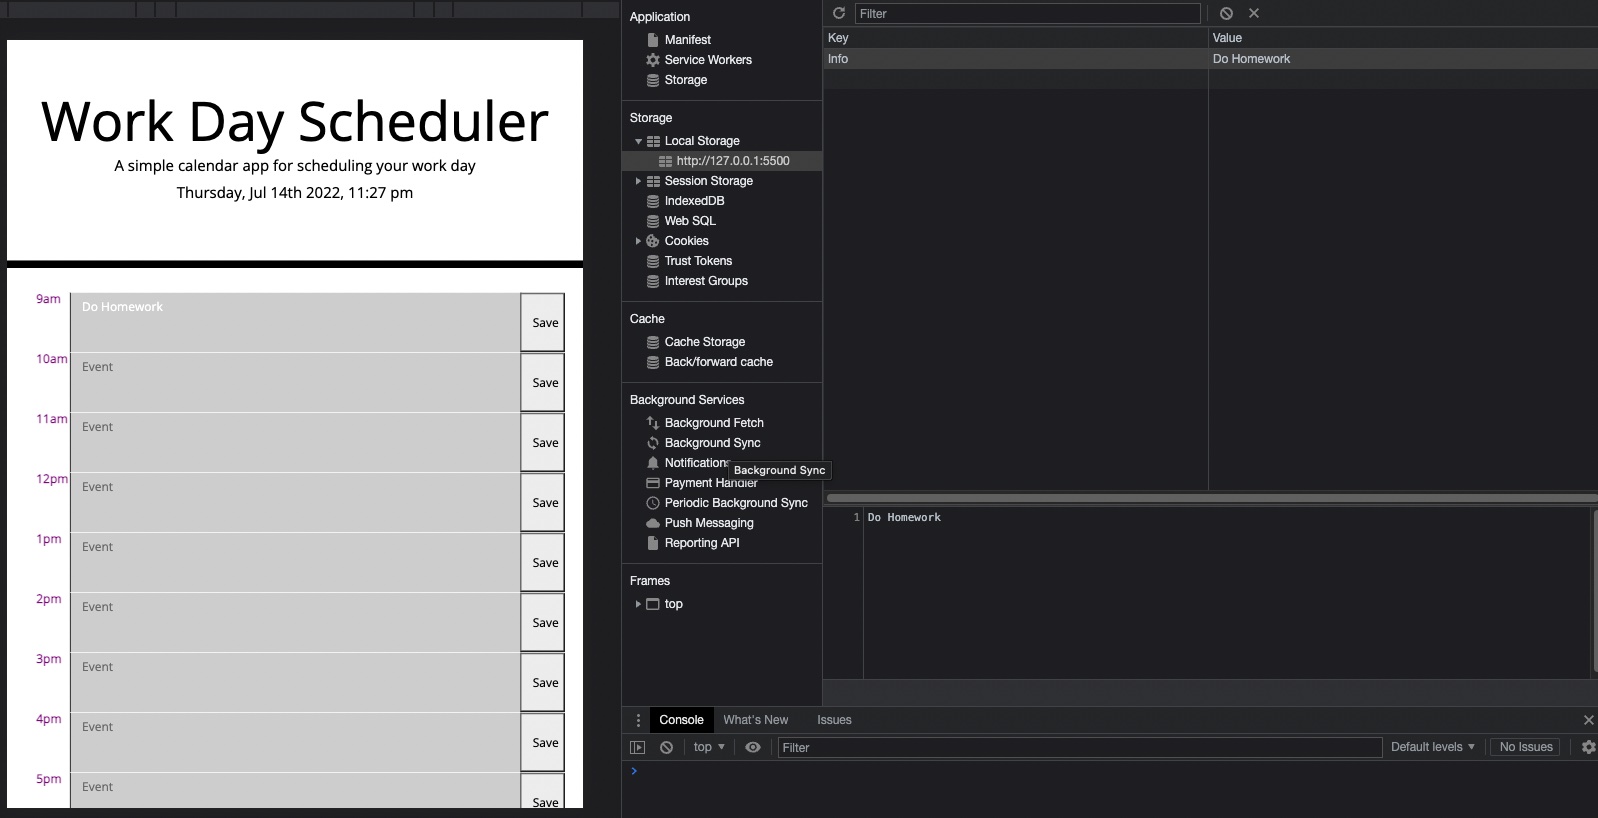 Work Day Scheduler
A simple calendar app for scheduling your work day
Thursday, Jul 14th 2022, 11:27 pm
9am Do Homework Save
10am Event Save
11am Event Save
12pm Event Save
1pm Event Save
2pm Event Save
3pm Event Save
4pm Event Save
5pm Event Save
Application
Manifest
Service Workers
Storage
Storage
Local Storage
http://127.0.0.1:5500
Session Storage
IndexedDB
Web SQL
Cookies
Trust Tokens
Interest Groups
Cache
Cache Storage
Back/forward cache
Background Services
Background Fetch
Background Sync
Notifications
Background Sync
Payment Handler
Periodic Background Sync
Push Messaging
Reporting API
Frames
top
Filter
Key Value
Info Do Homework
1 Do Homework
Console What's New Issues
top Filter Default levels No Issues